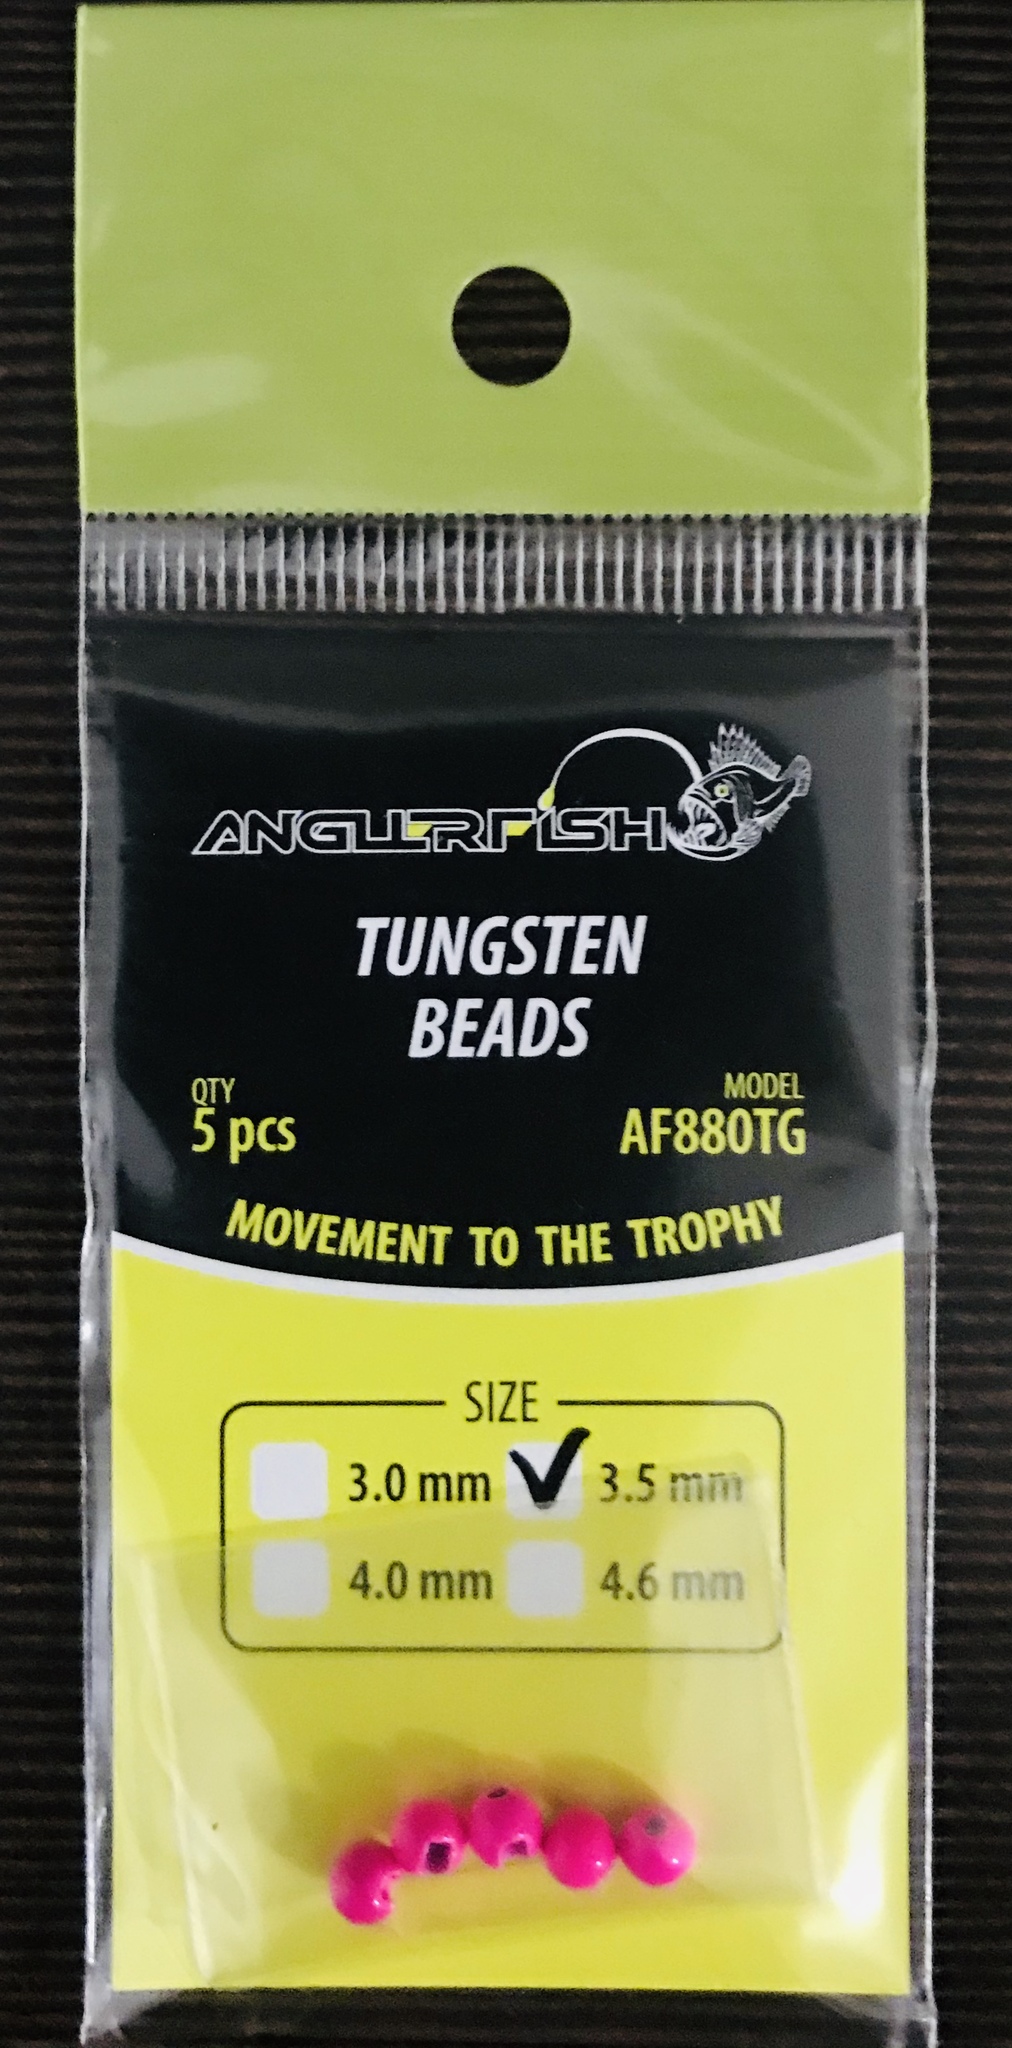 ANGLERFISH
TUNGSTEN
BEADS
QTY
5 pcs
MODEL
AF880TG
MOVEMENT TO THE TROPHY
SIZE
3.0 mm 3.5 mm
4.0 mm 4.6 mm